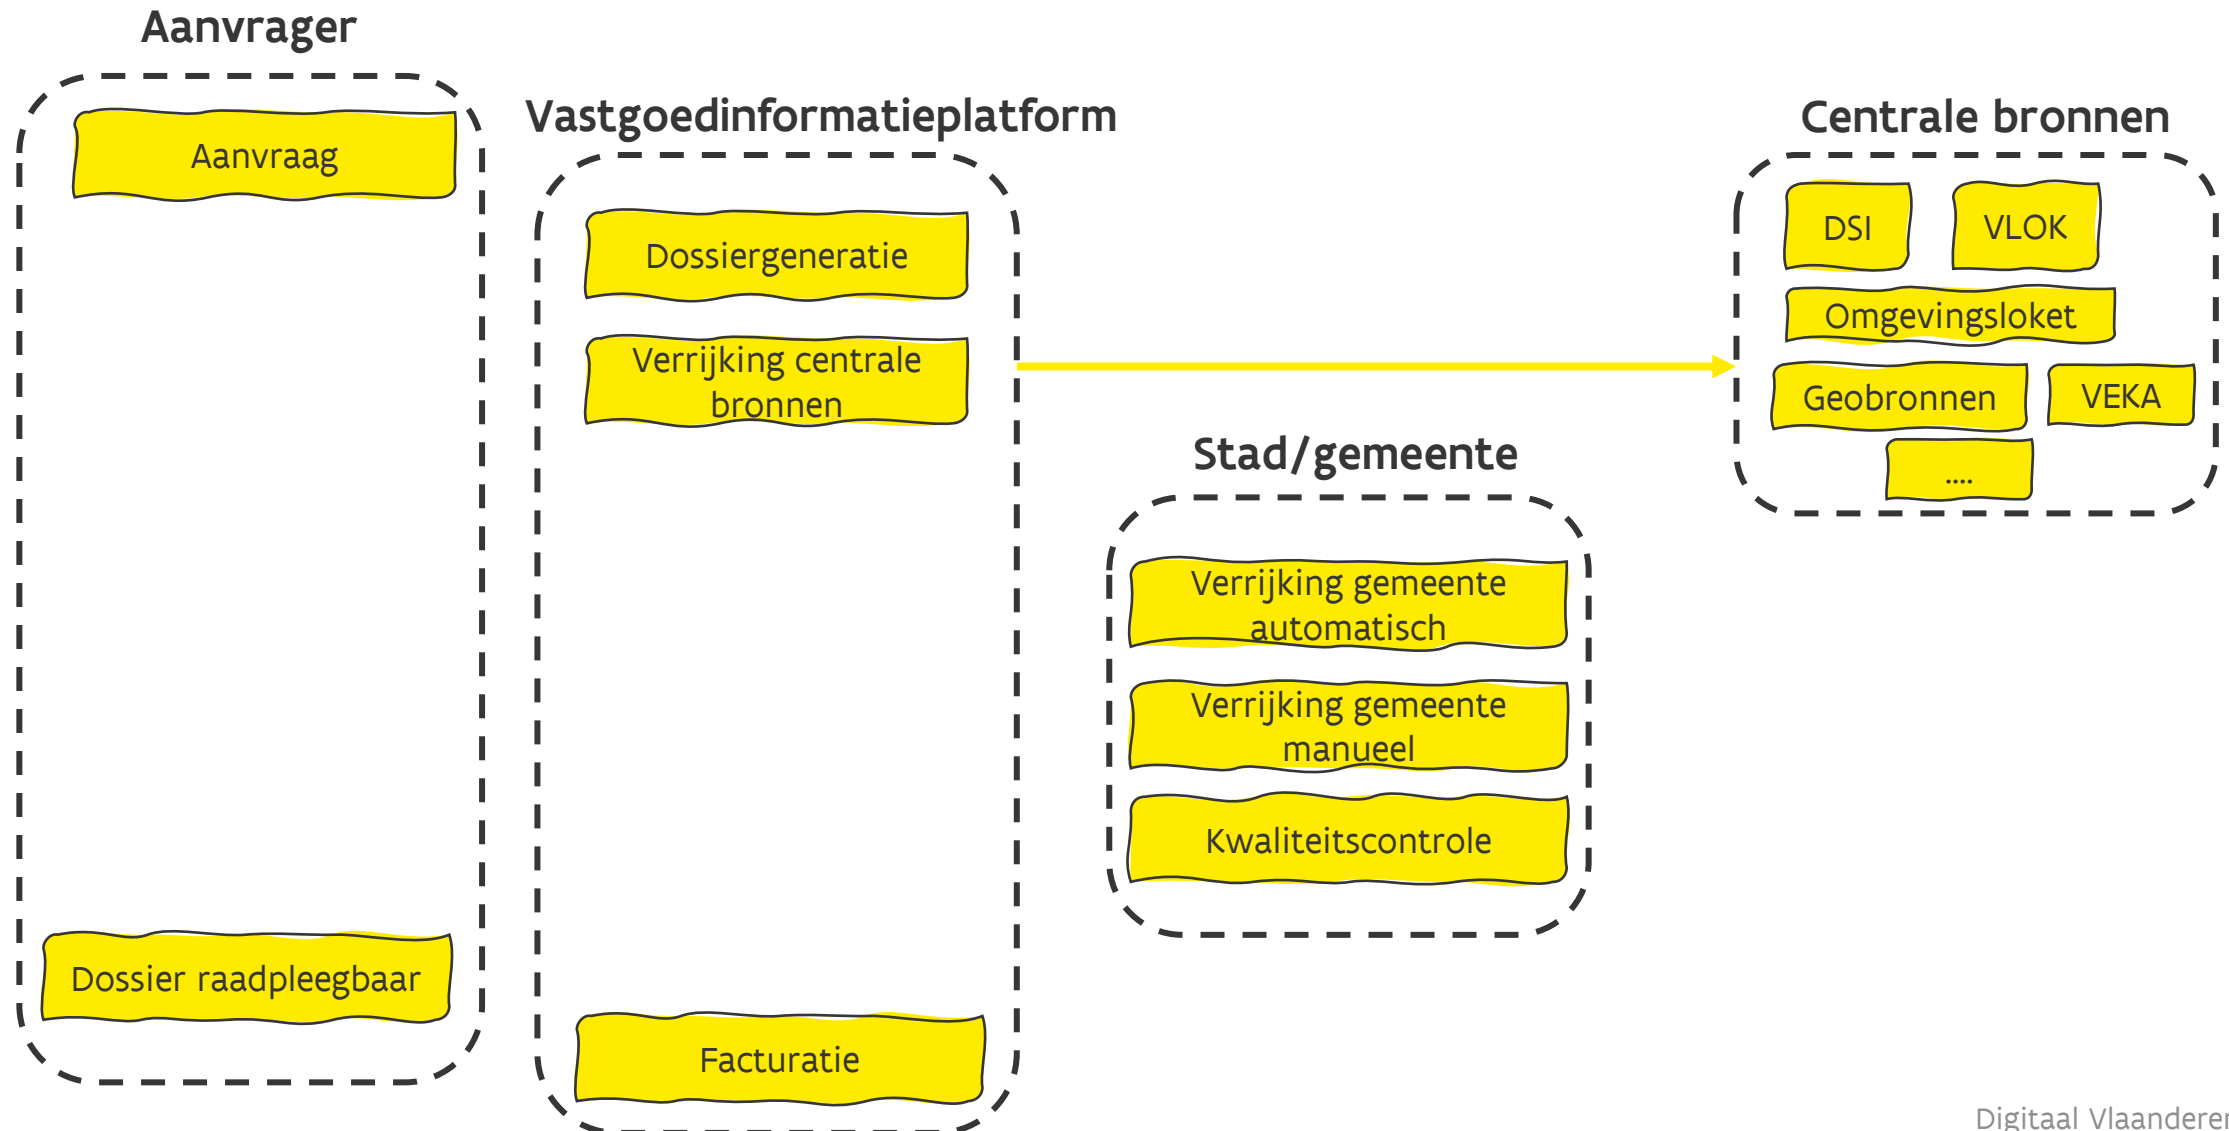 Aanvrager
Aanvraag
Dossier raadpleegbaar
Vastgoedinformatieplatform
Dossiergeneratie
Verrijking centrale
bronnen
Facturatie
Stad/gemeente
Verrijking gemeente
automatisch
Verrijking gemeente
manueel
Kwaliteitscontrole
Centrale bronnen
DSI
VLOK
Omgevingsloket
Geobronnen
VEKA
....
Digitaal Vlaanderen